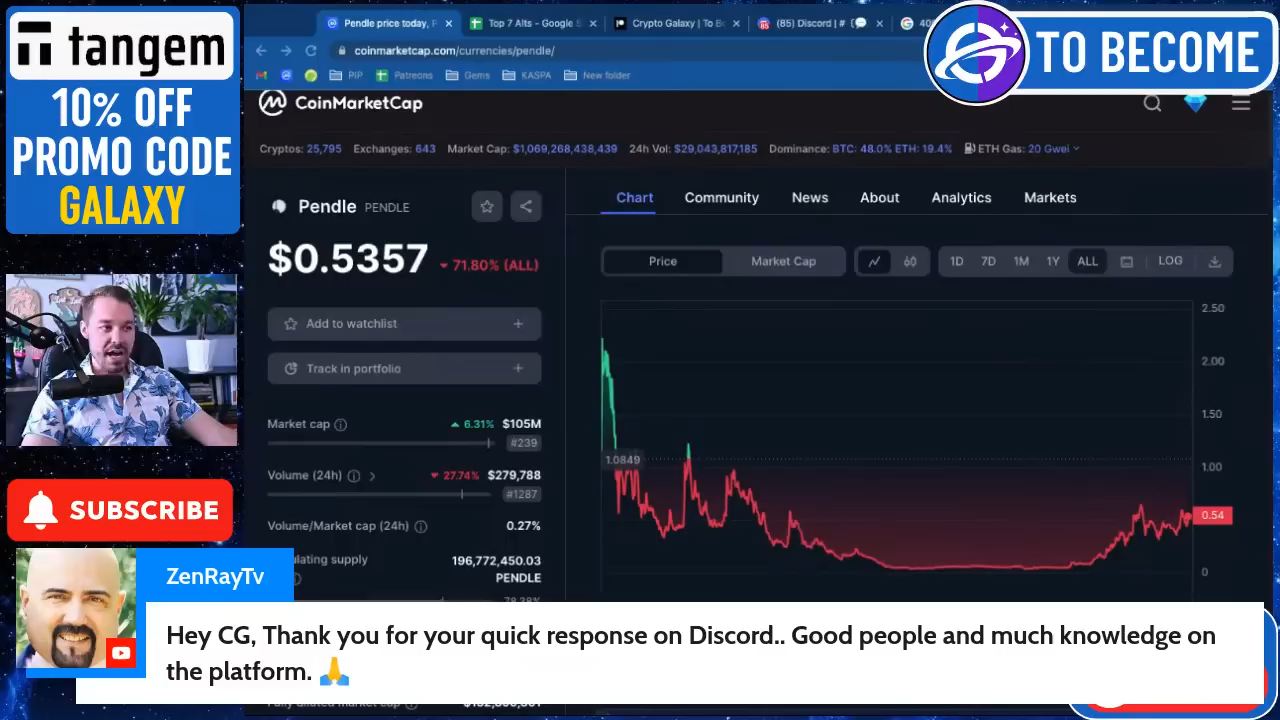 tangem
10% OFF
PROMO CODE
GALAXY
Pendle price today, P
Top 7 Alts - Google S
Crypto Galaxy | To B
(85) Discord | #
coinmarketcap.com/currencies/pendle/
PIP
Patreons
Gems
KASPA
New folder
TO BECOME
CoinMarketCap
Cryptos: 25,795 Exchanges: 643 Market Cap: $1,069,268,438,439 24h Vol: $29,043,817,185 Dominance: BTC: 48.0% ETH: 19.4% ETH Gas: 20 Gwei
Pendle PENDLE
$0.5357 71.80% (ALL)
Add to watchlist +
Track in portfolio +
Market cap 6.31% $105M
#239
Volume (24h) 27.74% $279,788
#1287
Volume/Market cap (24h) 0.27%
ulating supply 196,772,450.03
PENDLE
Chart Community News About Analytics Markets
Price Market Cap 1D 7D 1M 1Y ALL LOG
2.50
2.00
1.50
1.0849
1.00
0.54
0
SUBSCRIBE
ZenRayTv
Hey CG, Thank you for your quick response on Discord.. Good people and much knowledge on
the platform. 🙏